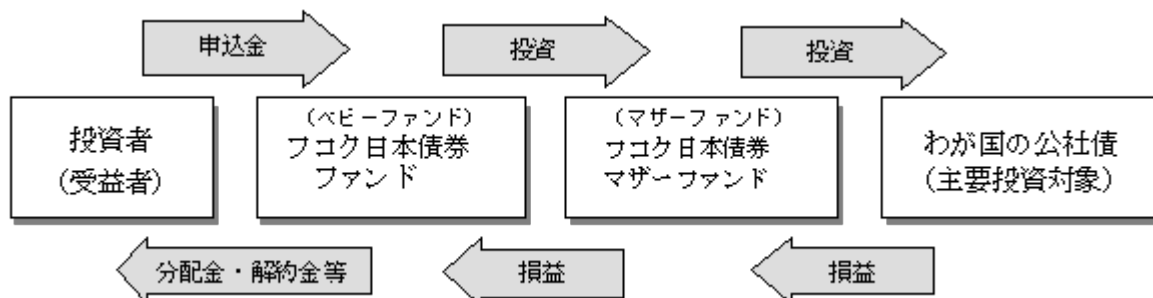 申込金
投資
投資
投資者
(受益者)
(ベビーファンド)
フコク日本債券
ファンド
(マザーファンド)
フコク日本債券
マザーファンド
わが国の公社債
(主要投資対象)
分配金・解約金等
損益
損益